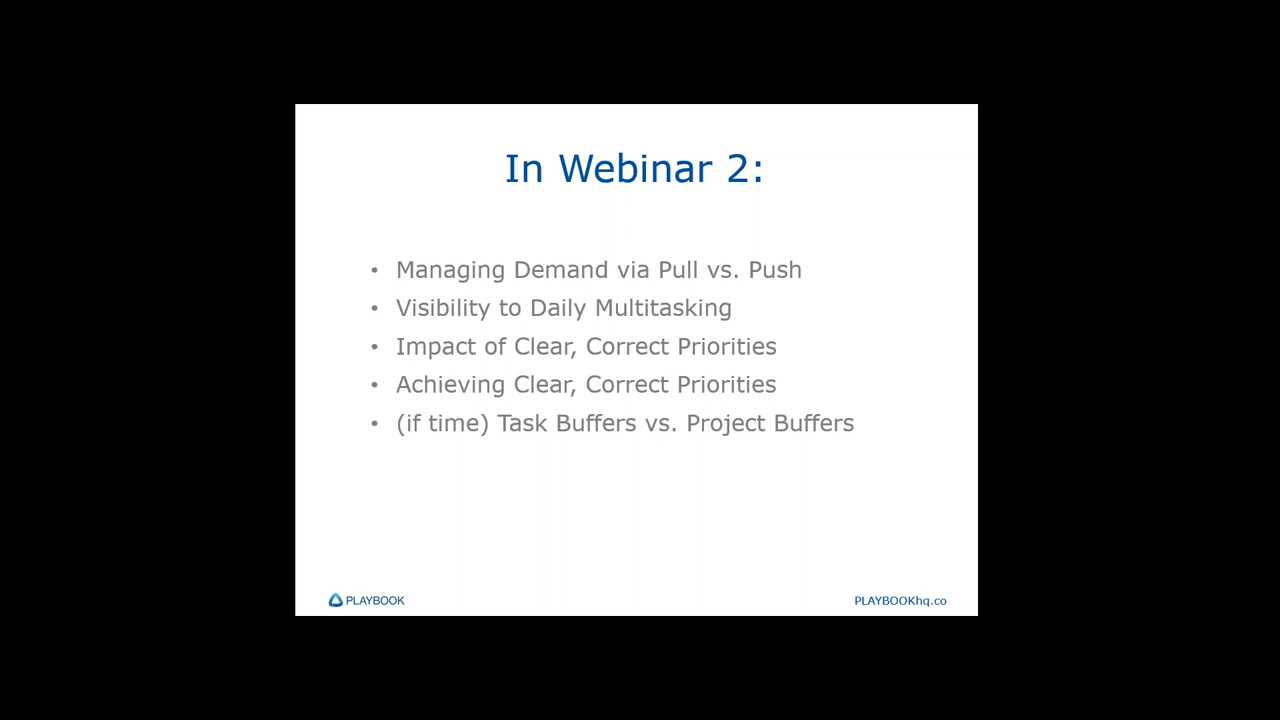 In Webinar 2:
• Managing Demand via Pull vs. Push
• Visibility to Daily Multitasking
• Impact of Clear, Correct Priorities
• Achieving Clear, Correct Priorities
• (if time) Task Buffers vs. Project Buffers
PLAYBOOK
PLAYBOOKhq.co